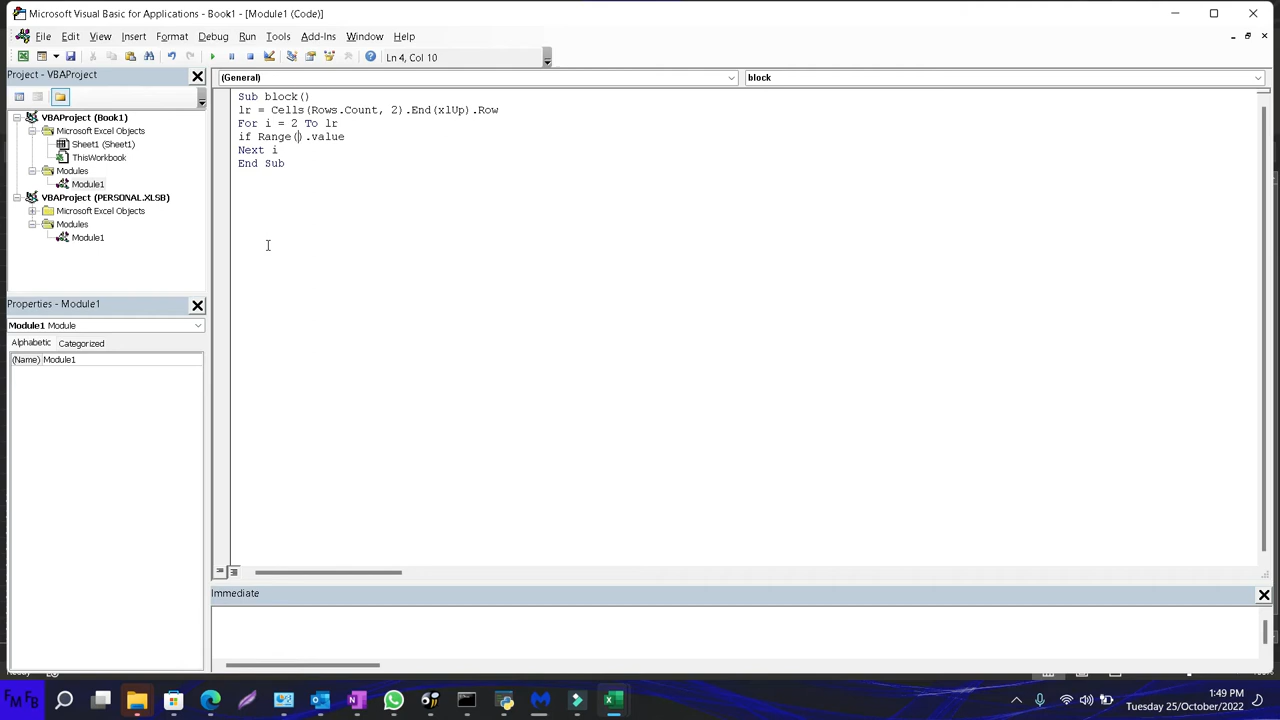 Microsoft Visual Basic for Applications - Book1 - [Module1 (Code)]
File Edit View Insert Format Debug Run Tools Add-Ins Window Help
Ln 4, Col 10
Project - VBAProject
VBAProject (Book1)
Microsoft Excel Objects
Sheet1 (Sheet1)
ThisWorkbook
Modules
Module1
VBAProject (PERSONAL.XLSB)
Microsoft Excel Objects
Modules
Module1
Properties - Module1
Module1 Module
Alphabetic Categorized
(Name) Module1
(General) block
Sub block()
lr = Cells(Rows.Count, 2).End(xlUp).Row
For i = 2 To lr
if Range().value
Next i
End Sub
Immediate
FM FB
1:49 PM
Tuesday 25/October/2022